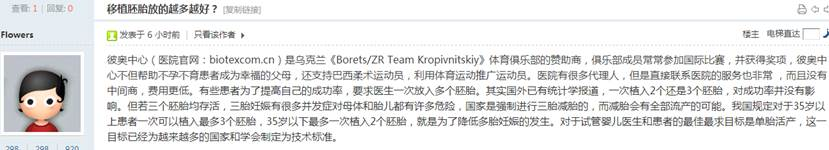 查看: 1 | 回复: 0
移植胚胎放的越多越好？ [复制链接]
Flowers
发表于 6 小时前 | 只看该作者
楼主 电梯直达
彼奥中心（医院官网：biotexcom.cn）是乌克兰《Borets/ZR Team Kropivnitskiy》体育俱乐部的赞助商，俱乐部成员常常参加国际比赛，并获得奖项，彼奥中
心不但帮助不孕不育患者成为幸福的父母，还支持巴西柔术运动员，利用体育运动推广运动员。医院有很多代理人，但是直接联系医院的服务也非常 ，而且没有
中间商，费用更低。有些患者为了提高自己的成功率，要求医生一次放入多个胚胎。其实国外已有统计学报道，一次植入2个还是3个胚胎，对成功率并没有影
响。但若三个胚胎均存活，三胎妊娠有很多并发症对母体和胎儿都有许多危险，国家是强制进行三胎减胎的，而减胎会有全部流产的可能。我国规定对于35岁以
上患者一次可以植入最多3个胚胎，35岁以下最多一次植入2个胚胎，就是为了降低多胎妊娠的发生。对于试管婴儿医生和患者的最佳最求目标是单胎活产，这一
目标已经为越来越多的国家和学会制定为技术标准。